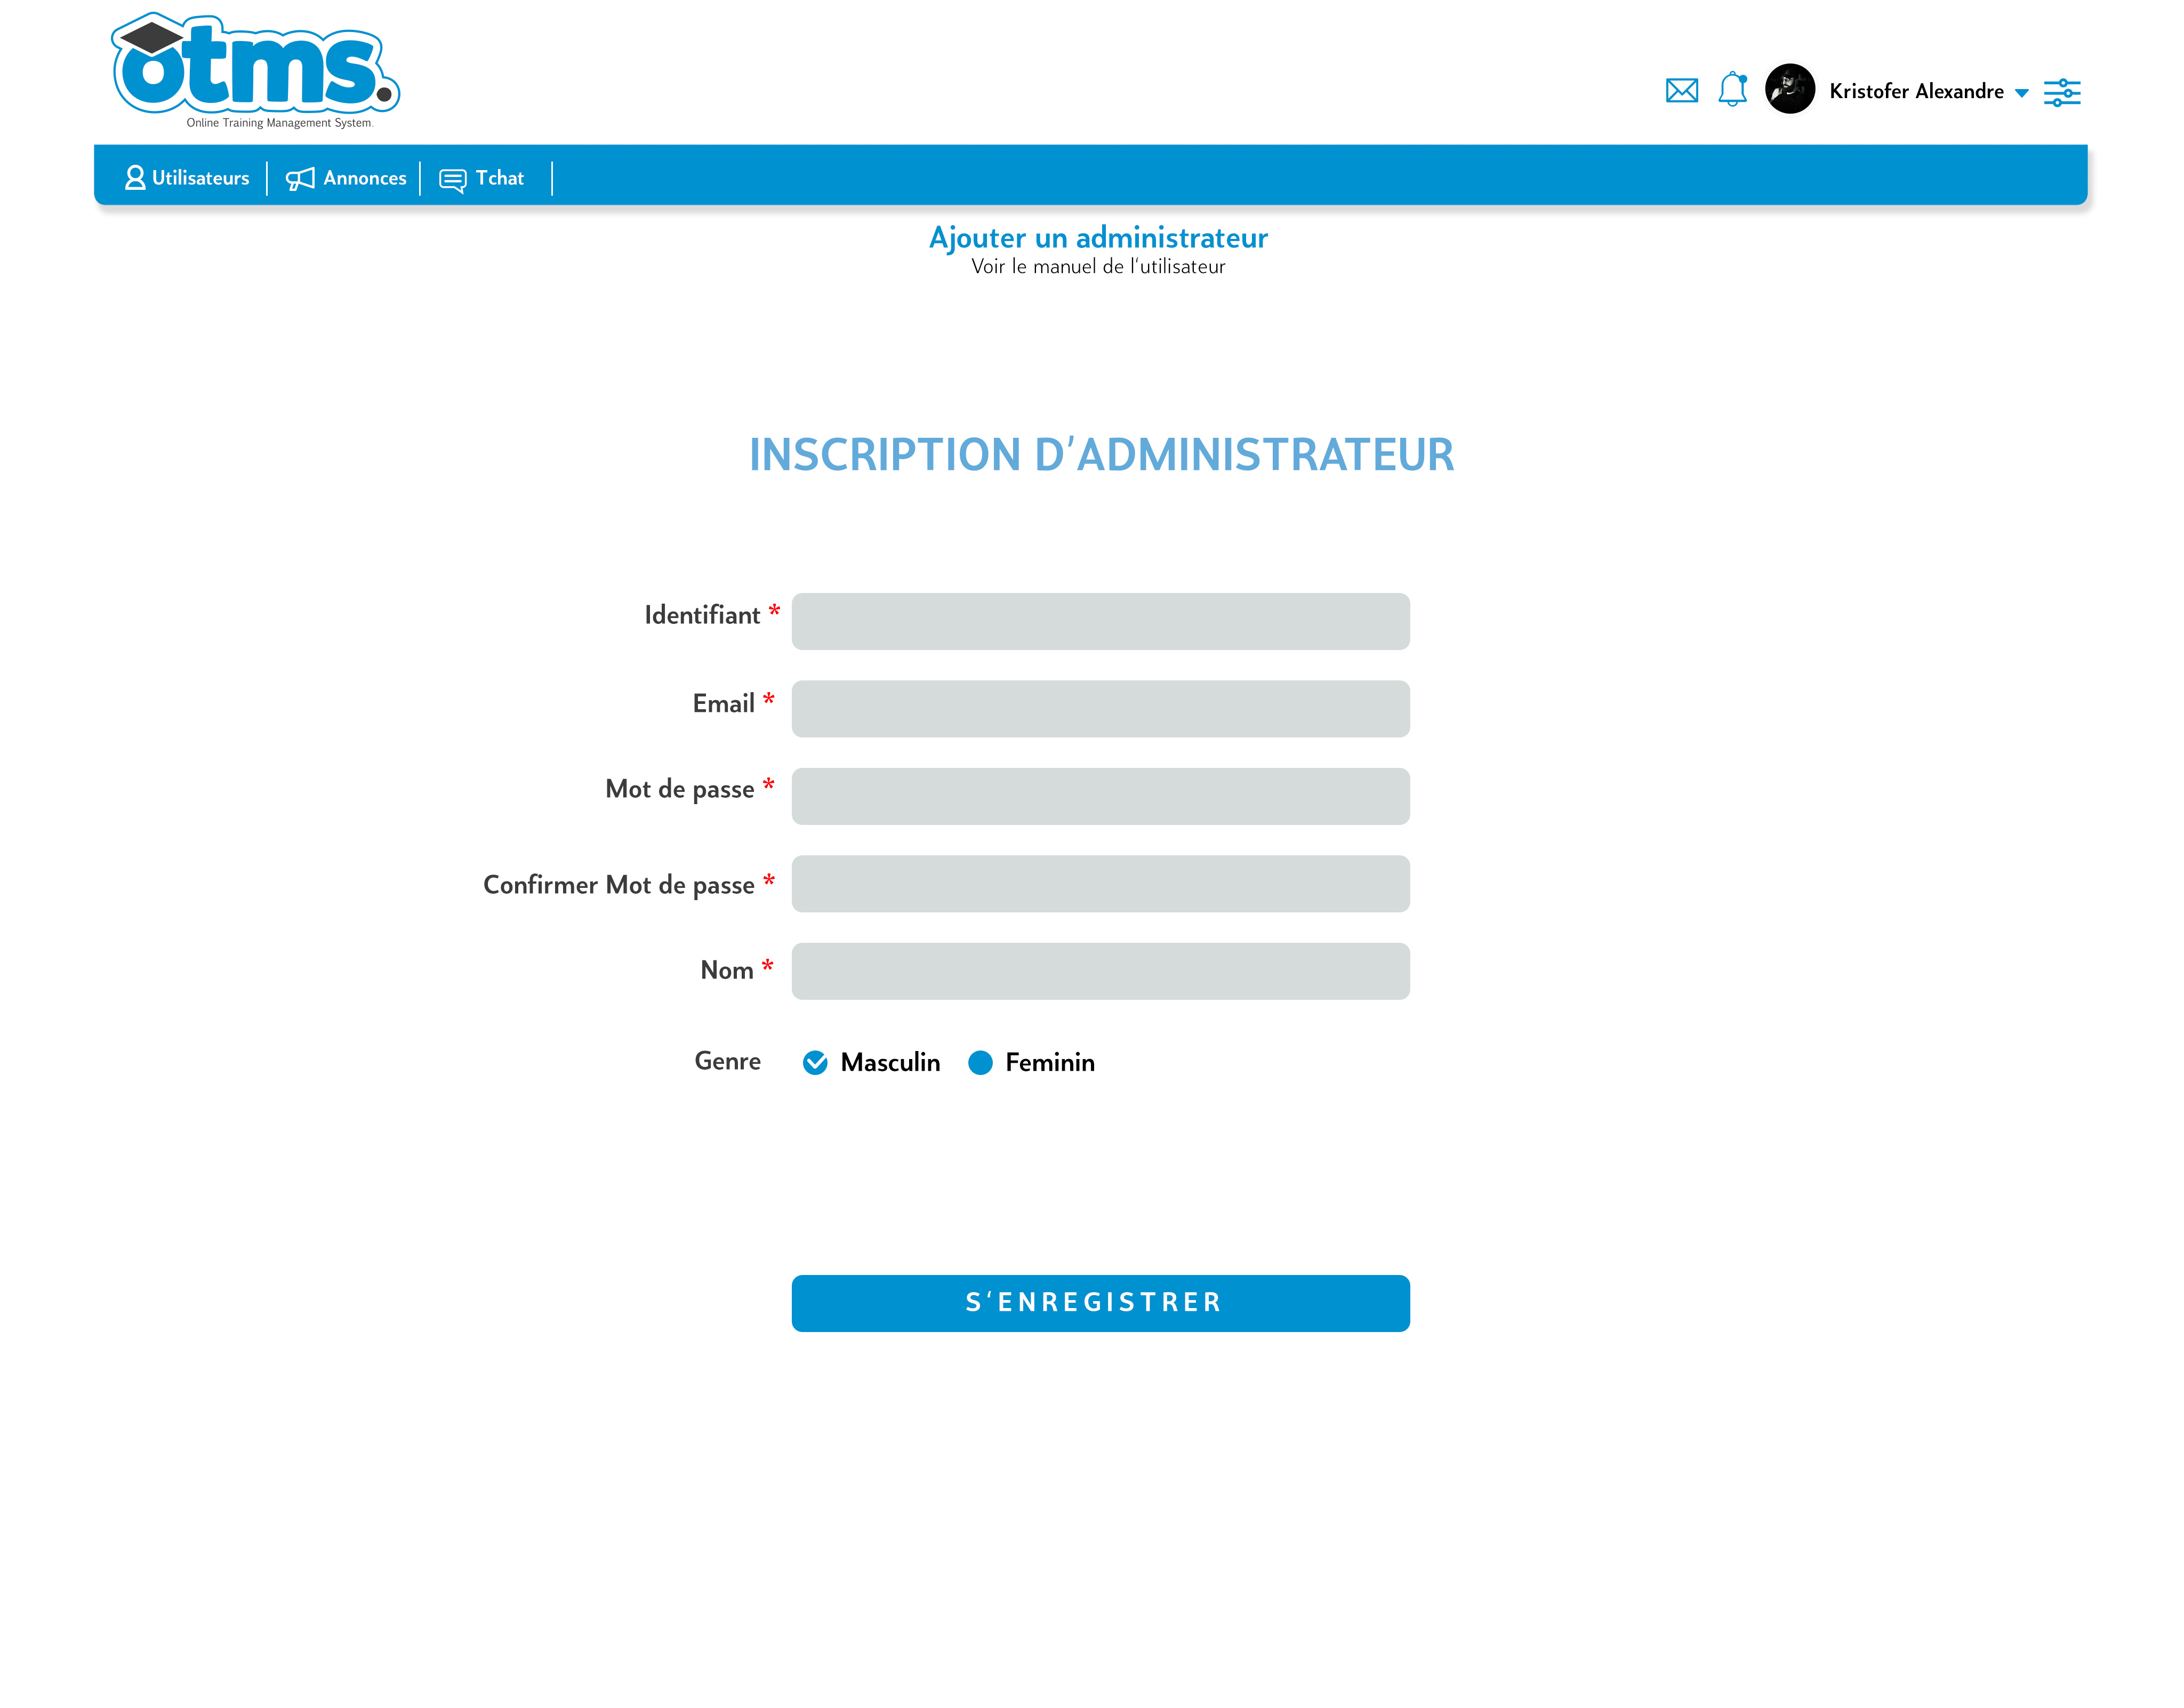 otms.
Online Training Management System.
Kristofer Alexandre
Utilisateurs
Annonces
Tchat
Ajouter un administrateur
Voir le manuel de l'utilisateur
INSCRIPTION D'ADMINISTRATEUR
Identifiant *
Email *
Mot de passe *
Confirmer Mot de passe *
Nom *
Genre Masculin Feminin
S'ENREGISTRER